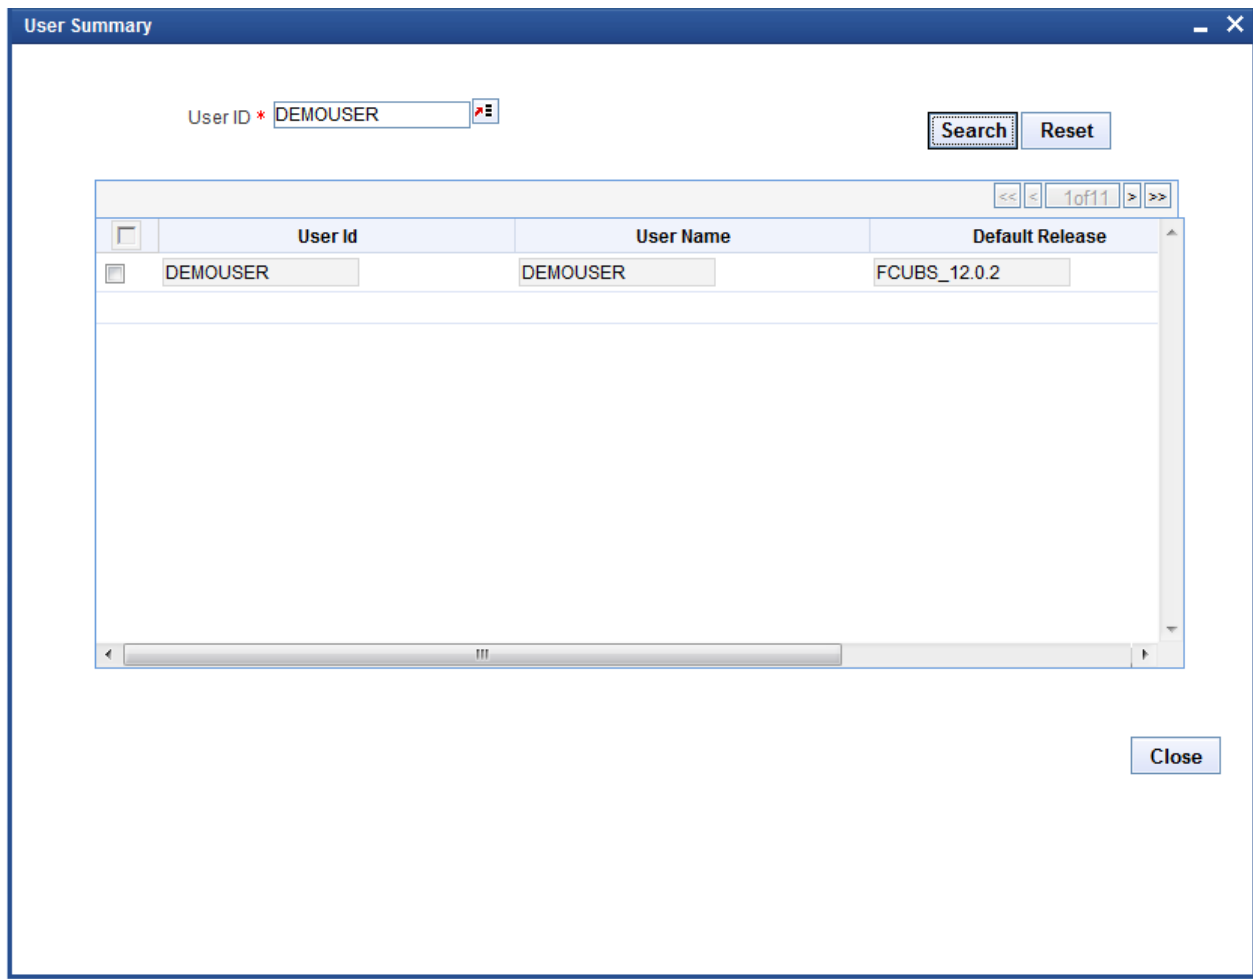 User Summary
User ID * DEMOUSER
Search Reset
<< < 1of11 > >>
User Id User Name Default Release
DEMOUSER DEMOUSER FCUBS_12.0.2
Close